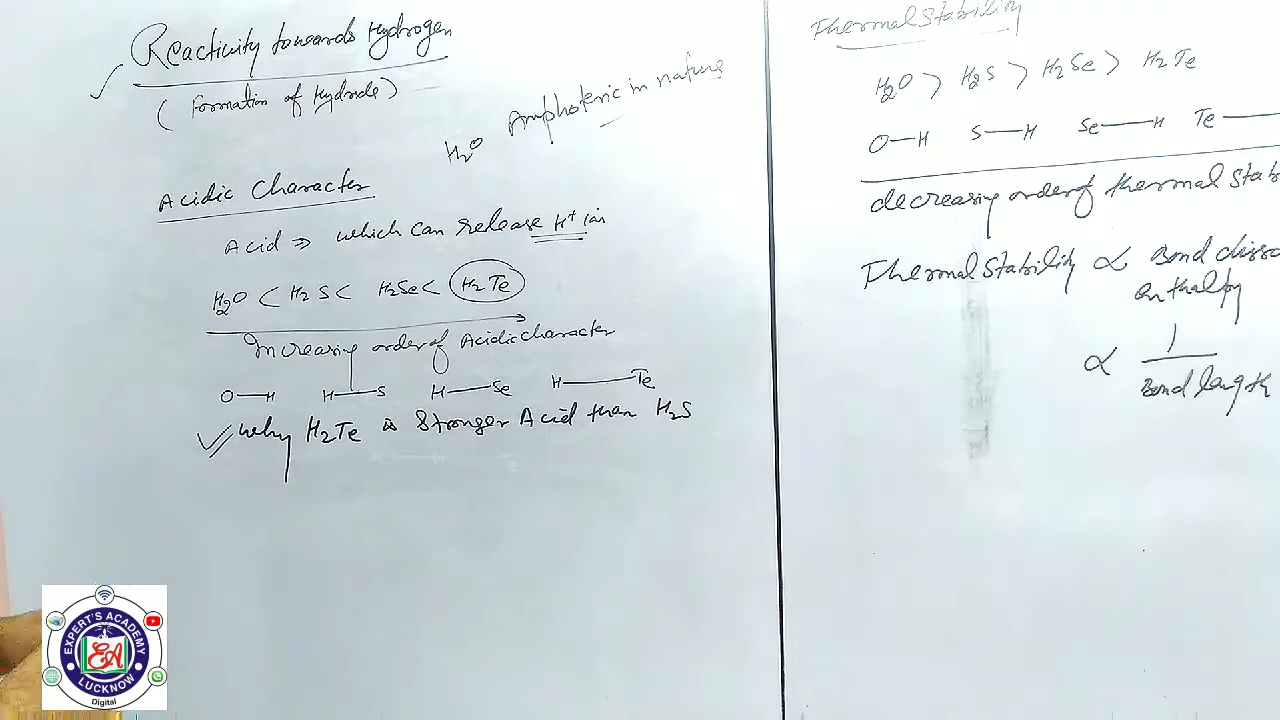 Reactivity towards Hydrogen
(Formation of Hydride)
H2O Amphoteric in nature
Acidic Character
Acid ⇒ which can release H+ ion
H2O < H2S < H2Se < H2Te
Increasing order of Acidic character
O—H H—S H—Se H—Te
Why H2Te is Stronger Acid than H2S
Thermal Stability
H2O > H2S > H2Se > H2Te
O—H S—H Se—H Te—
decreasing order of thermal Stab
Thermal Stability ∝ Bond disso
enthalpy
∝ 1
Bond length
EXPERT'S ACADEMY
EA
LUCKNOW
Digital